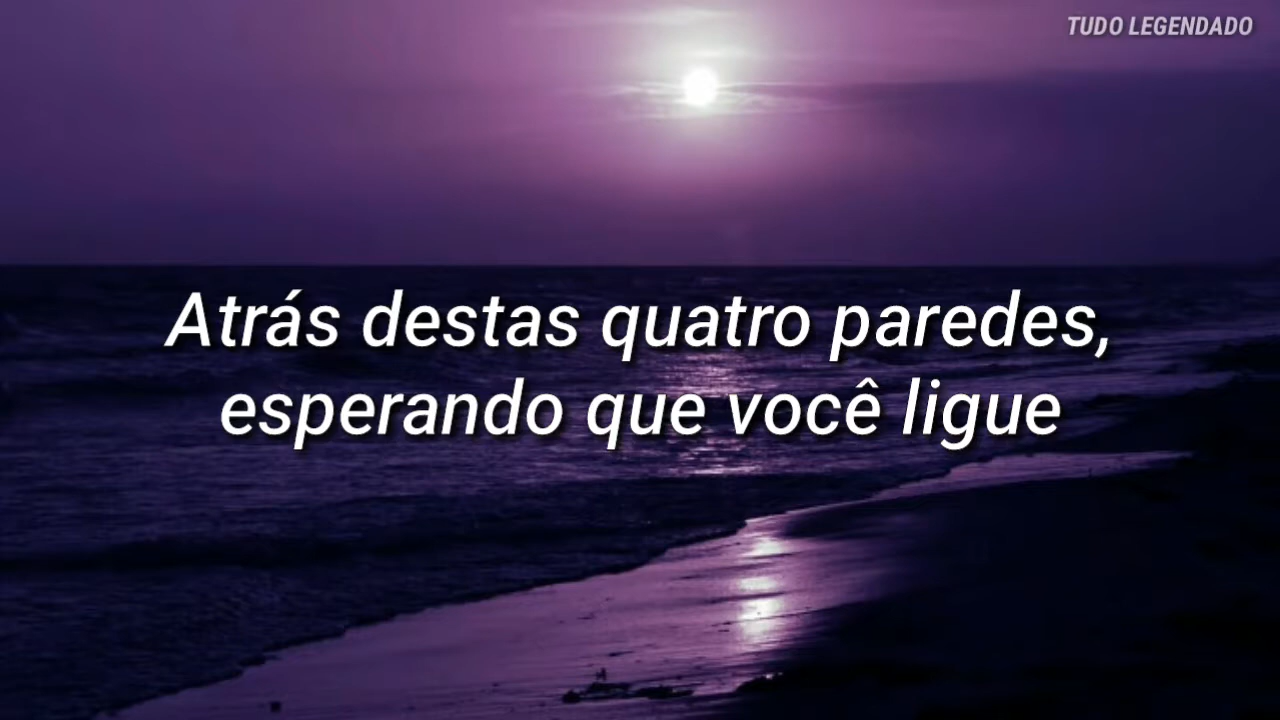 TUDO LEGENDADO
Atrás destas quatro paredes,
esperando que você ligue